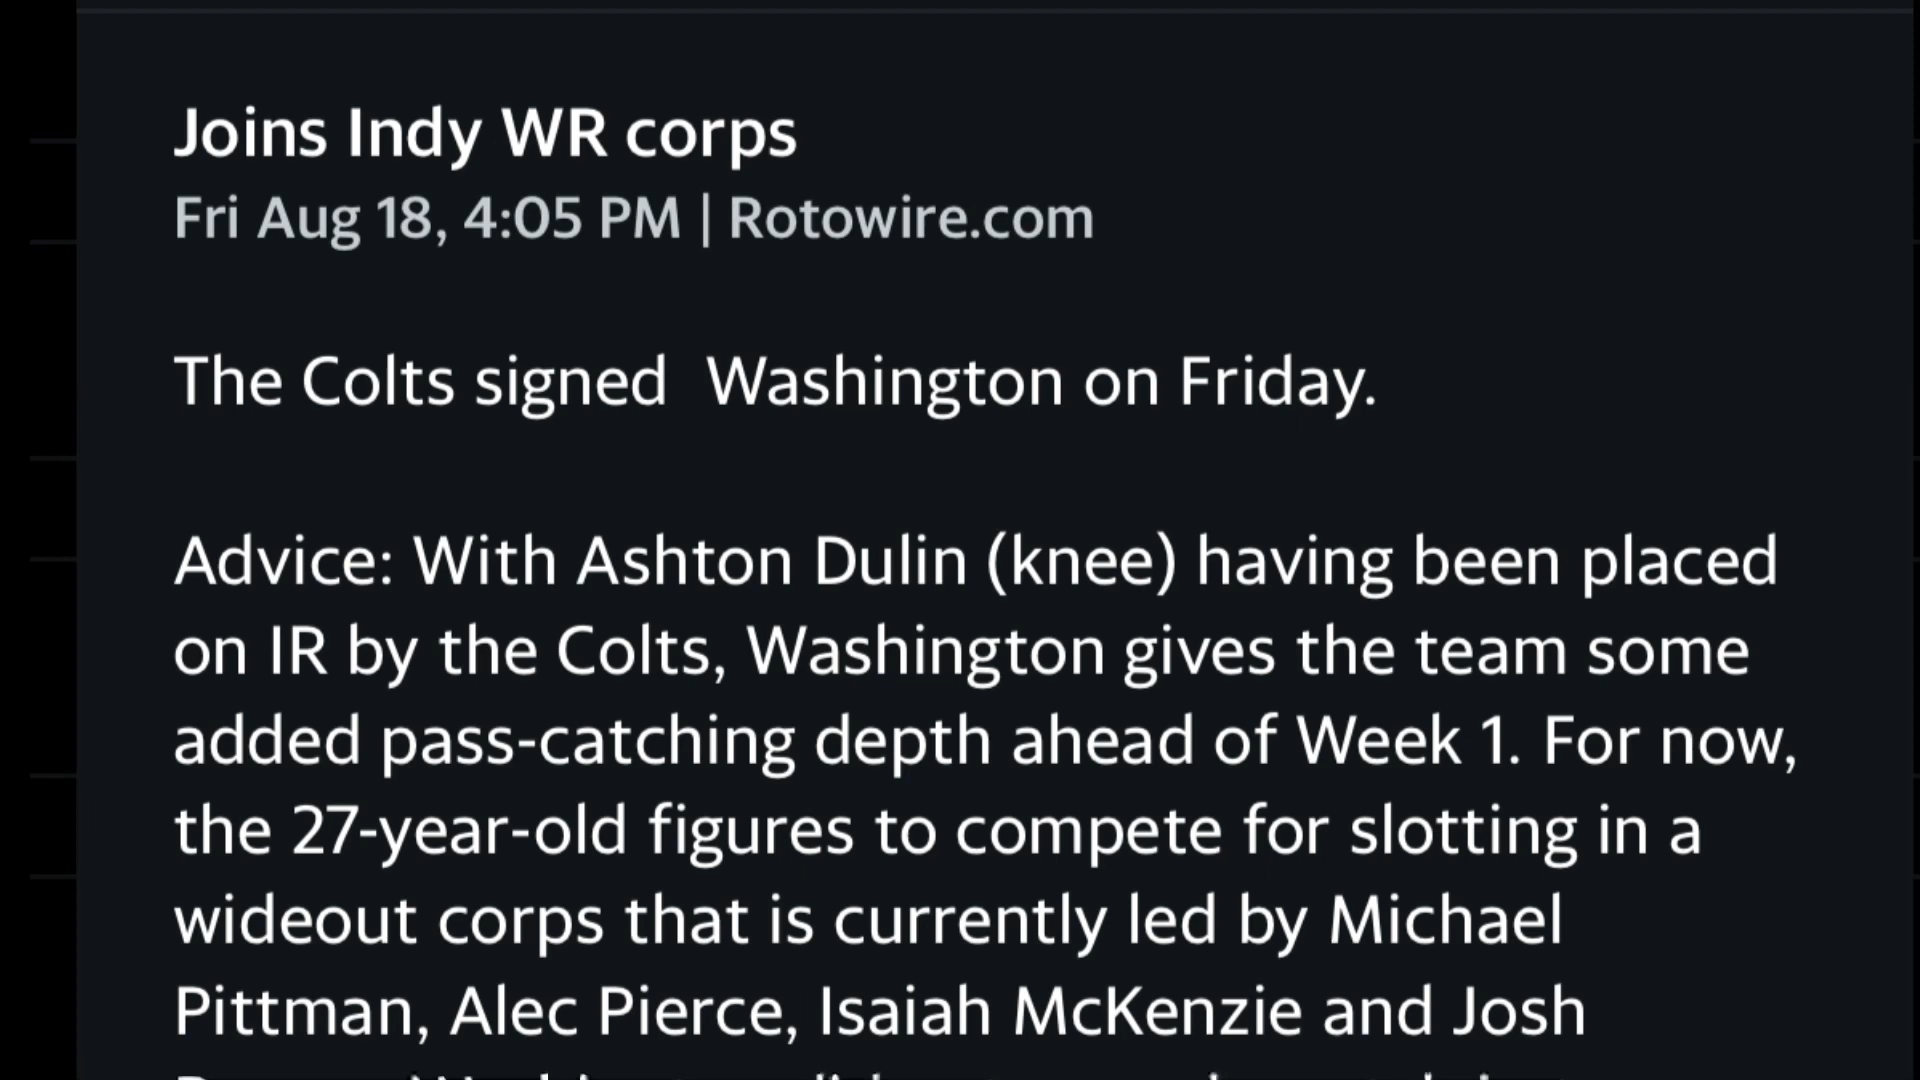 Joins Indy WR corps
Fri Aug 18, 4:05 PM | Rotowire.com
The Colts signed  Washington on Friday.
Advice: With Ashton Dulin (knee) having been placed
on IR by the Colts, Washington gives the team some
added pass-catching depth ahead of Week 1. For now,
the 27-year-old figures to compete for slotting in a
wideout corps that is currently led by Michael
Pittman, Alec Pierce, Isaiah McKenzie and Josh